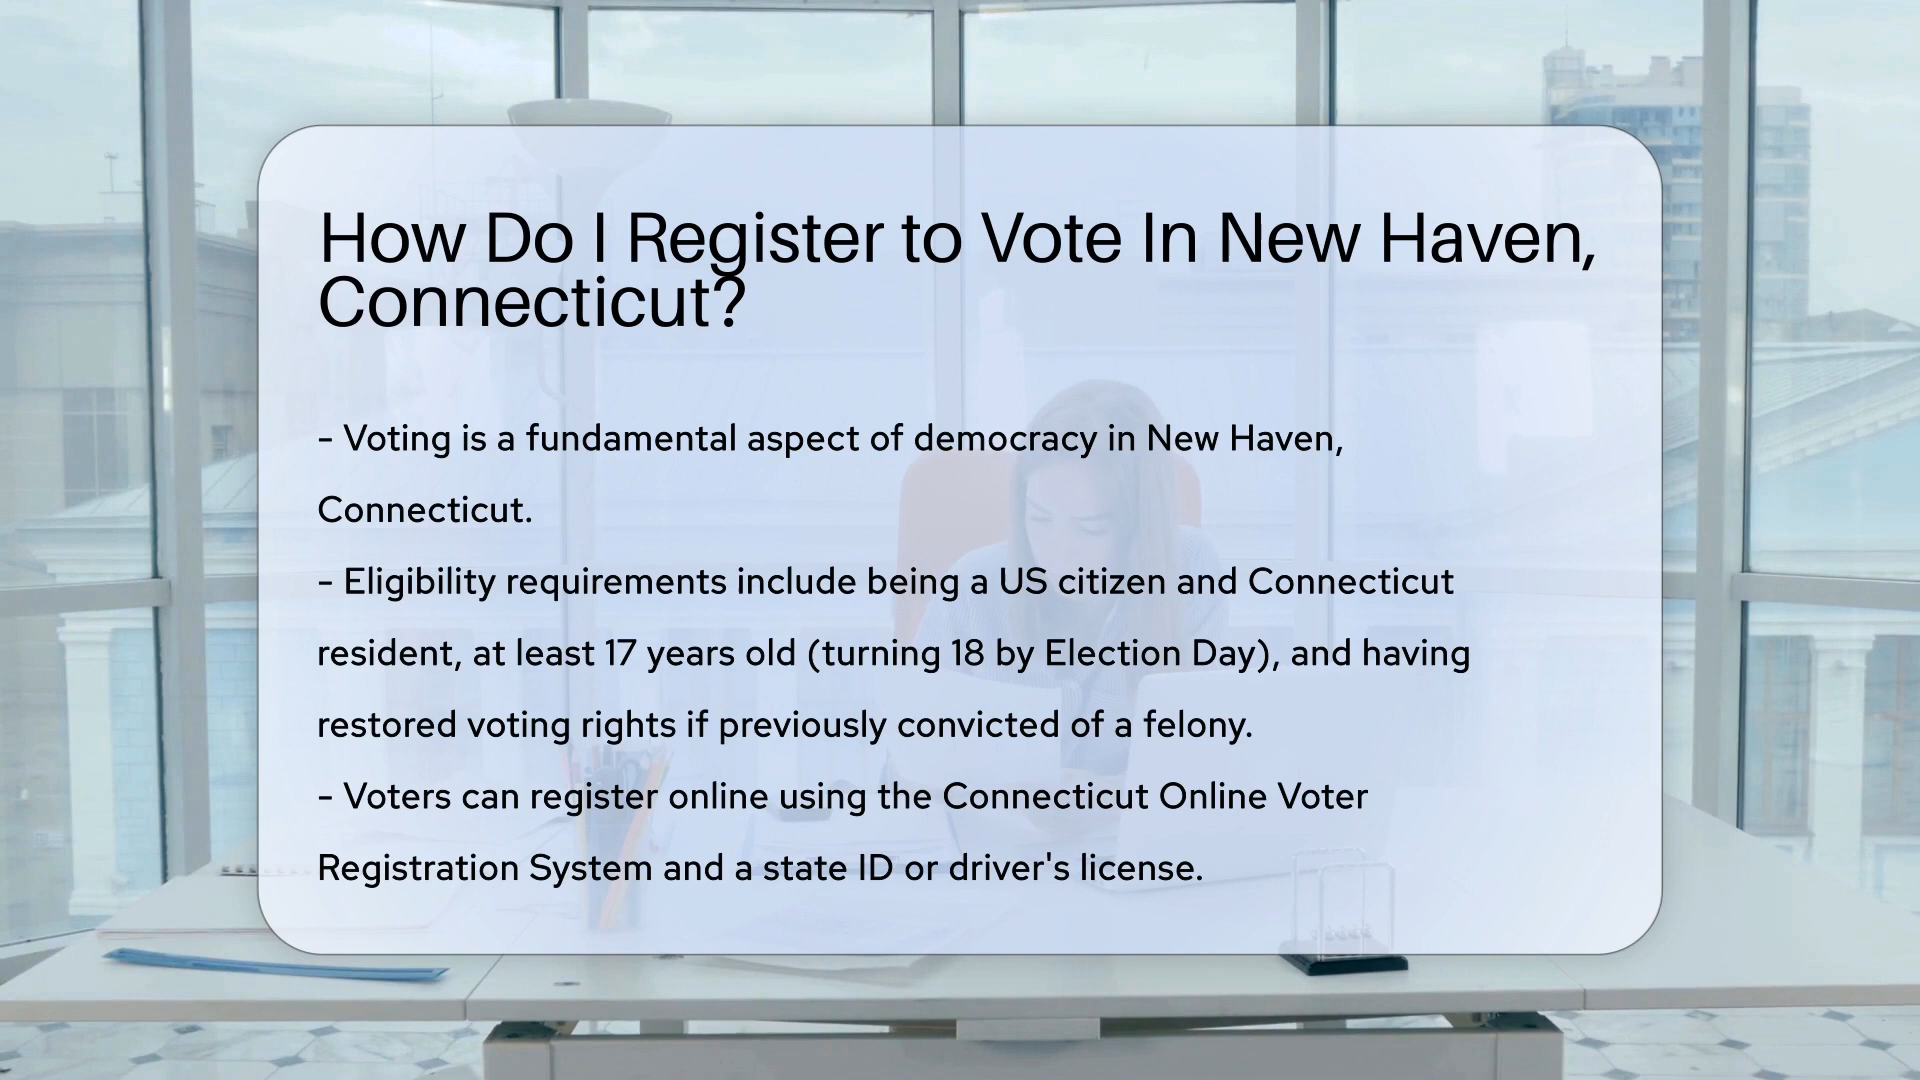 How Do I Register to Vote In New Haven,
Connecticut?
- Voting is a fundamental aspect of democracy in New Haven,
Connecticut.
- Eligibility requirements include being a US citizen and Connecticut
resident, at least 17 years old (turning 18 by Election Day), and having
restored voting rights if previously convicted of a felony.
- Voters can register online using the Connecticut Online Voter
Registration System and a state ID or driver's license.